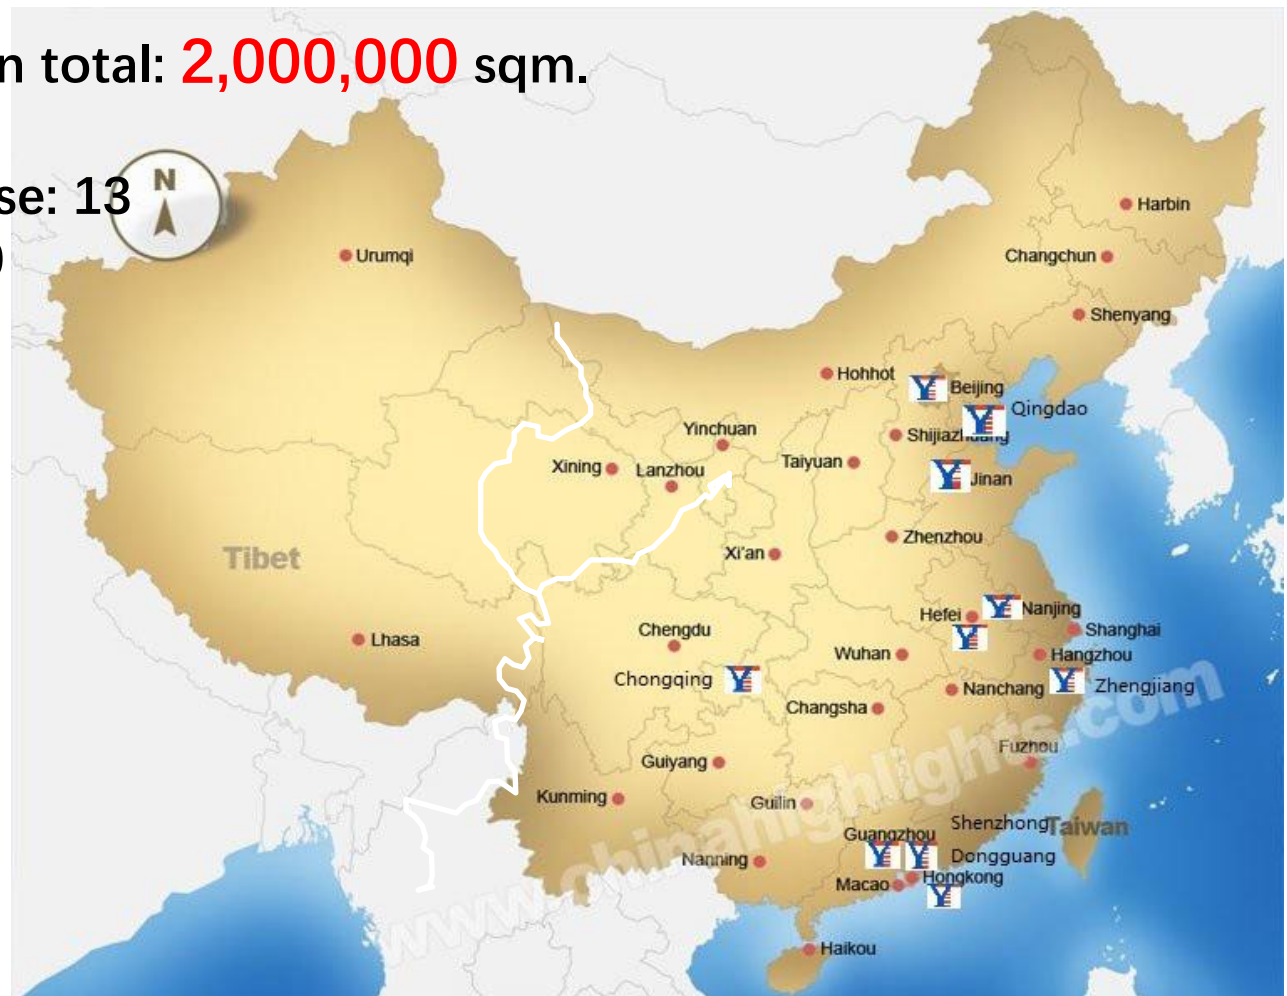 n total: 2,000,000 sqm.
se: 13
N
)
Harbin
Urumqi
Changchun
Shenyang
Hohhot
Beijing
Qingdao
Yinchuan
Shijiazhuang
Xining
Lanzhou
Taiyuan
Jinan
Zhenzhou
Tibet
Xi'an
Hefei
Nanjing
Lhasa
Chengdu
Shanghai
Wuhan
Hangzhou
Chongqing
Zhengjiang
Nanchang
Changsha
Fuzhou
Guiyang
Kunming
Guilin
Shenzhong
Taiwan
Guangzhou
Nanning
Dongguang
Macao
Hongkong
Haikou
www.chinahighlights.com